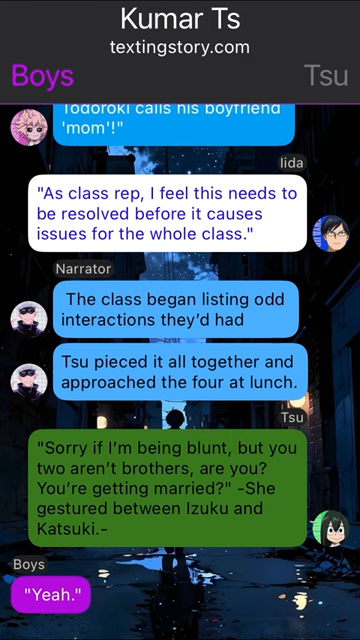 Kumar Ts
textingstory.com
Boys
Tsu
Todoroki calls his boyfriend
'mom'!"
Iida
"As class rep, I feel this needs to
be resolved before it causes
issues for the whole class."
Narrator
The class began listing odd
interactions they'd had
Tsu pieced it all together and
approached the four at lunch.
Tsu
"Sorry if I'm being blunt, but you
two aren't brothers, are you?
You're getting married?" -She
gestured between Izuku and
Katsuki.-
Boys
"Yeah."